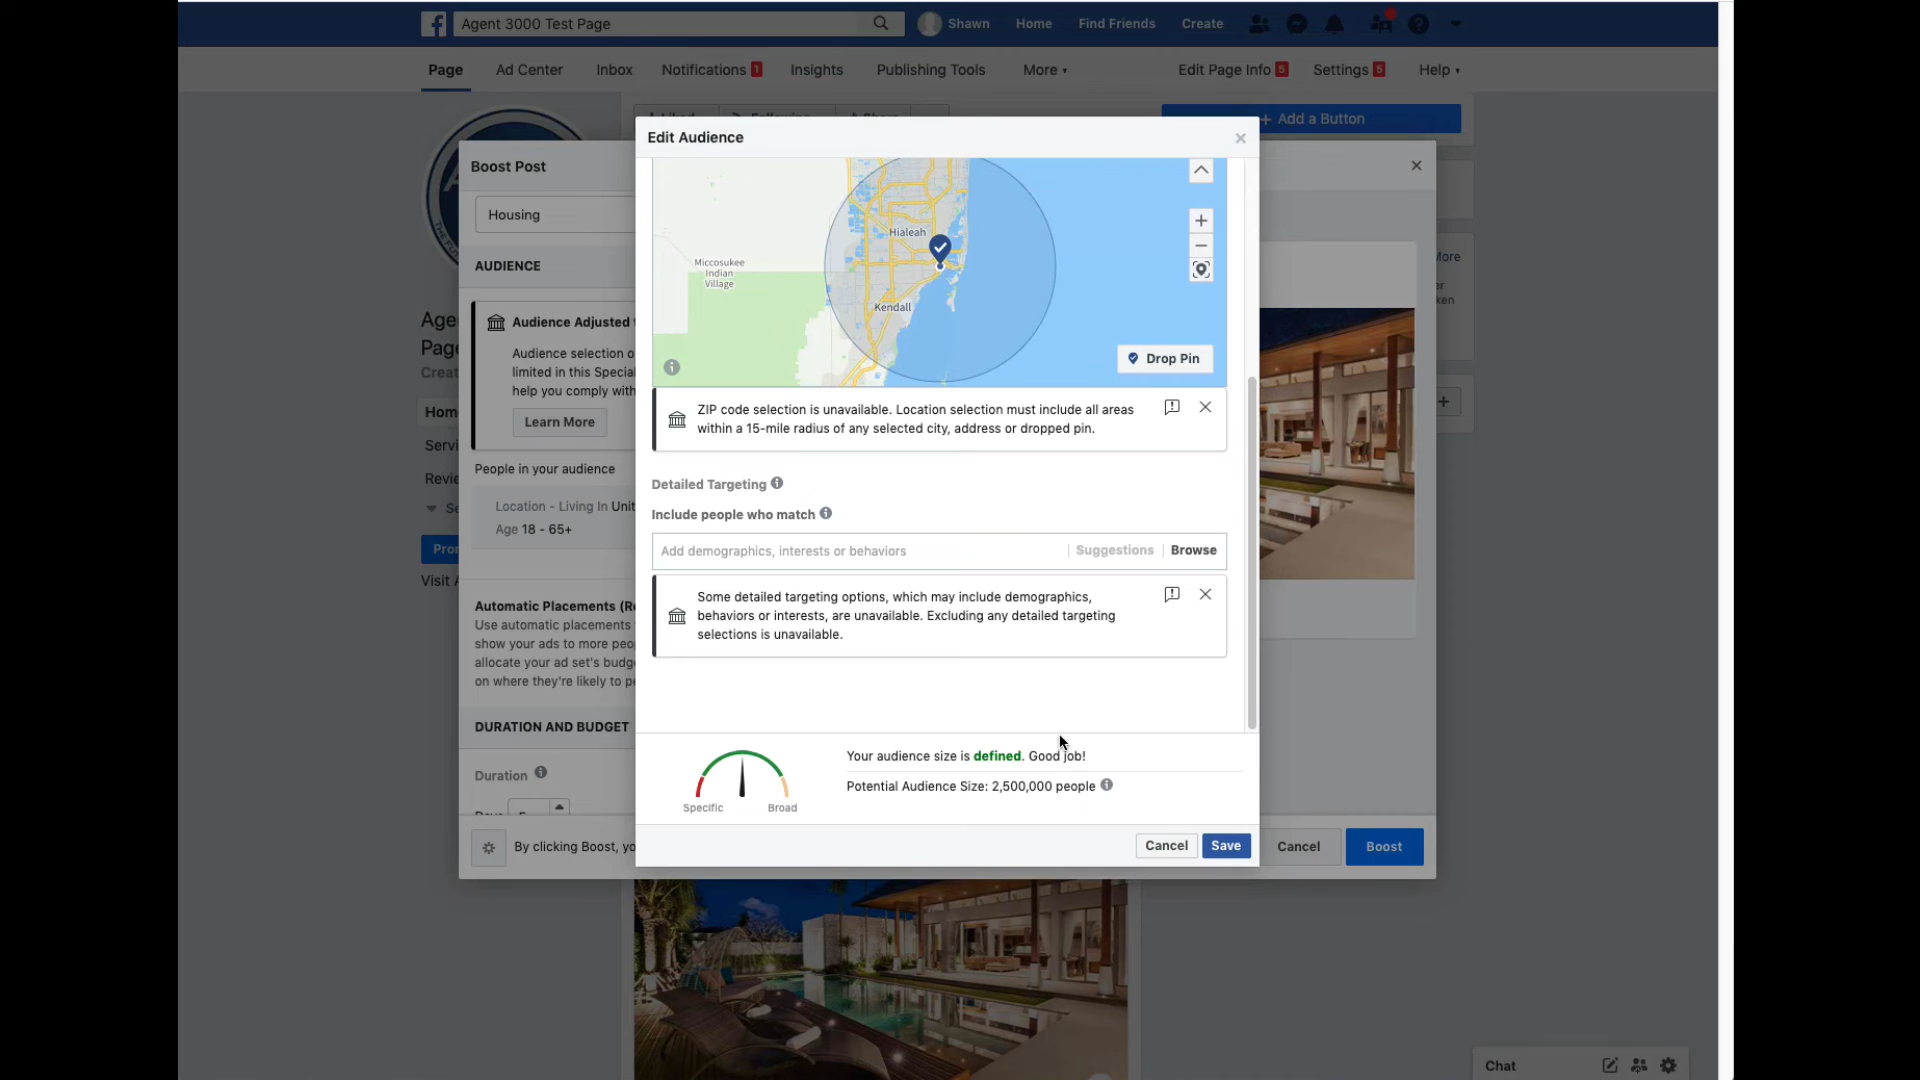 Agent 3000 Test Page
Shawn
Home
Find Friends
Create
Page
Ad Center
Inbox
Notifications 1
Insights
Publishing Tools
More
Edit Page Info 5
Settings 5
Help
+ Add a Button
Edit Audience
Boost Post
Housing
AUDIENCE
Audience Adjusted
Audience selection
limited in this Special
help you comply with
Learn More
People in your audience
Location - Living In
Age 18 - 65+
Automatic Placements
Use automatic placements
show your ads to more
allocate your ad set's
on where they're likely to
DURATION AND BUDGET
Duration
By clicking Boost,
Hialeah
Miccosukee
Indian
Village
Kendall
Drop Pin
ZIP code selection is unavailable. Location selection must include all areas
within a 15-mile radius of any selected city, address or dropped pin.
Detailed Targeting
Include people who match
Add demographics, interests or behaviors
Suggestions
Browse
Some detailed targeting options, which may include demographics,
behaviors or interests, are unavailable. Excluding any detailed targeting
selections is unavailable.
Your audience size is defined. Good job!
Potential Audience Size: 2,500,000 people
Specific
Broad
Cancel
Save
Cancel
Boost
Visit
Chat